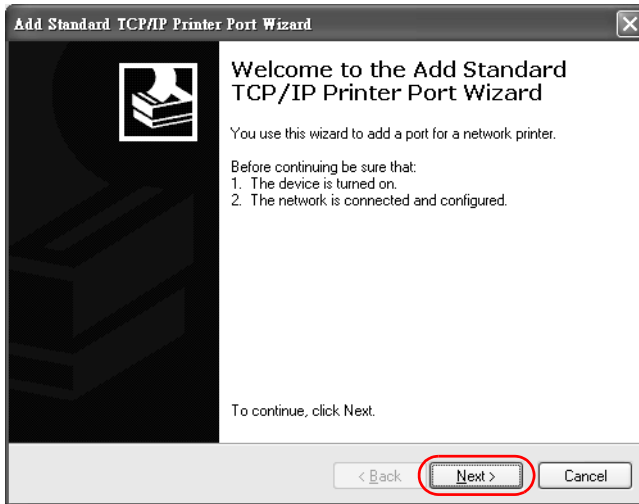 Add Standard TCP/IP Printer Port Wizard
Welcome to the Add Standard
TCP/IP Printer Port Wizard
You use this wizard to add a port for a network printer.
Before continuing be sure that:
1. The device is turned on.
2. The network is connected and configured.
To continue, click Next.
< Back
Next >
Cancel